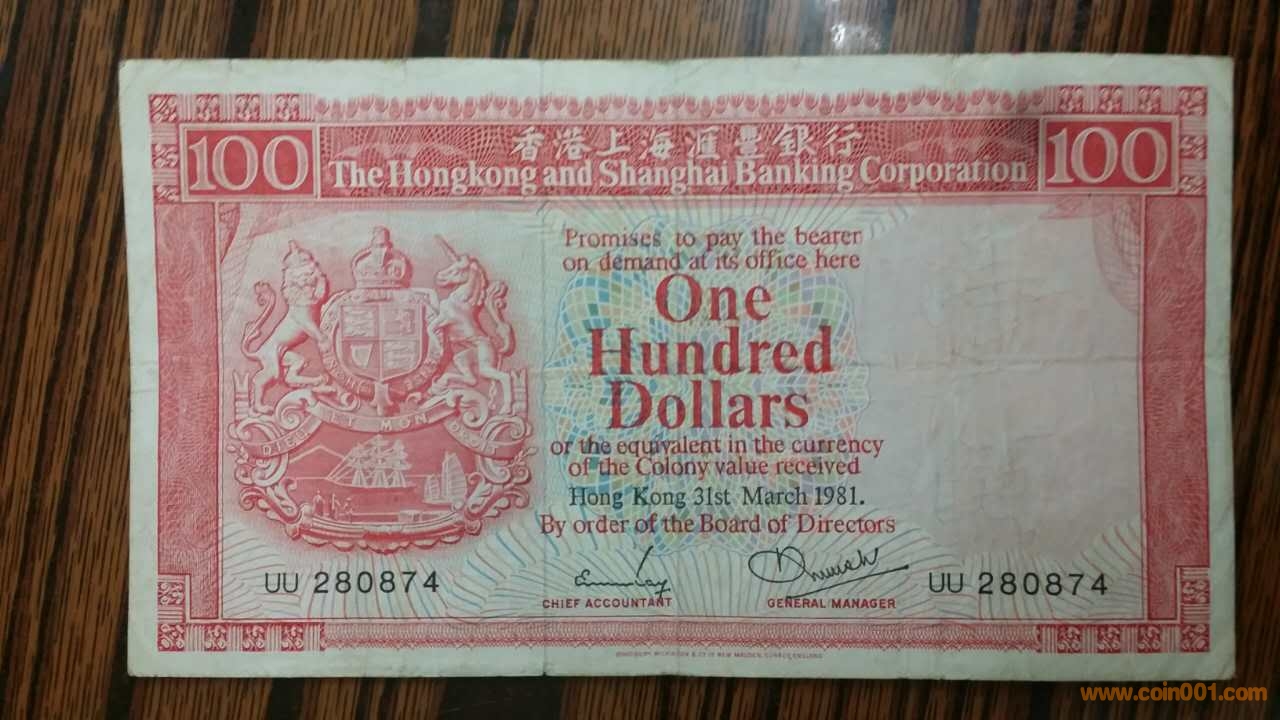 100
香港上海滙豐銀行
The Hongkong and Shanghai Banking Corporation
100
Promises to pay the bearer
on demand at its office here
One
Hundred
Dollars
or the equivalent in the currency
of the Colony value received
Hong Kong 31st March 1981.
By order of the Board of Directors
DIEU ET MON
UU 280874
CHIEF ACCOUNTANT
GENERAL MANAGER
UU 280874
www.coin001.com